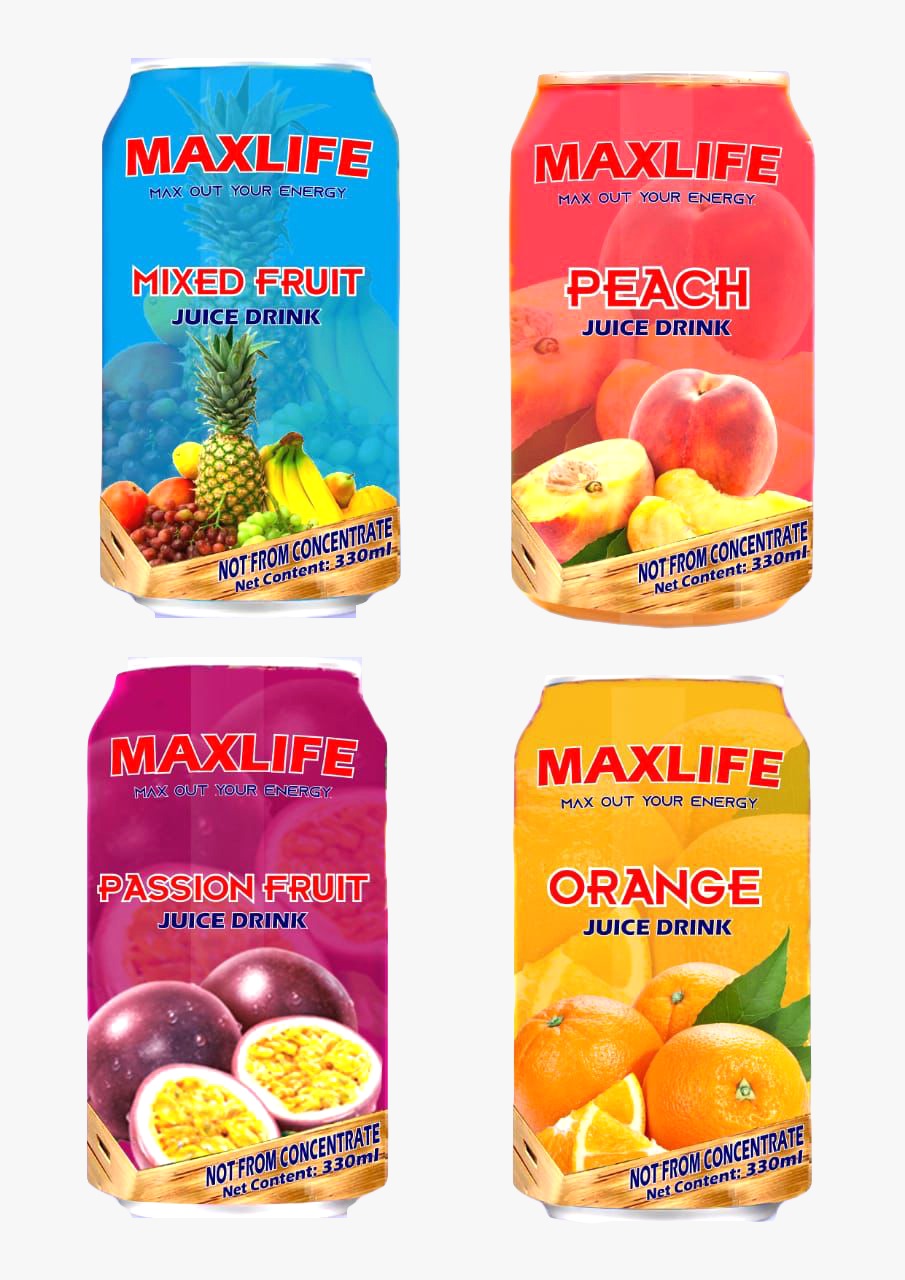 MAXLIFE
MAX OUT YOUR ENERGY
MIXED FRUIT
JUICE DRINK
NOT FROM CONCENTRATE
Net Content: 330ml
MAXLIFE
MAX OUT YOUR ENERGY
PEACH
JUICE DRINK
NOT FROM CONCENTRATE
Net Content: 330ml
MAXLIFE
MAX OUT YOUR ENERGY
PASSION FRUIT
JUICE DRINK
NOT FROM CONCENTRATE
Net Content: 330ml
MAXLIFE
MAX OUT YOUR ENERGY
ORANGE
JUICE DRINK
NOT FROM CONCENTRATE
Net Content: 330ml